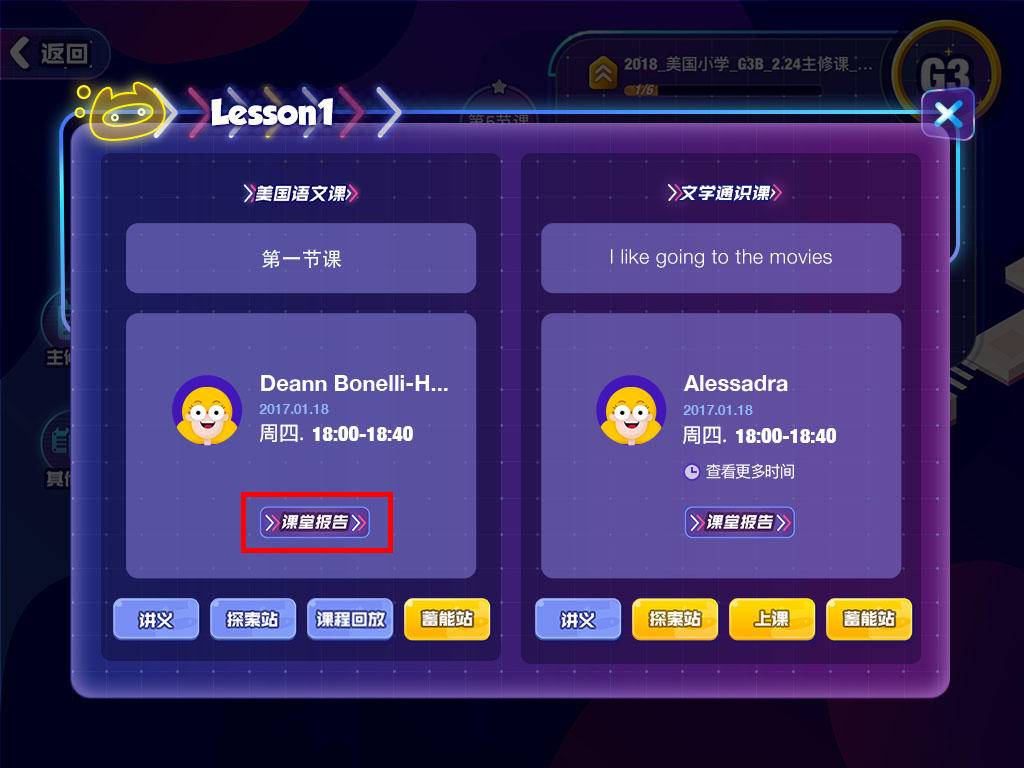 返回
2018_美国小学_G3B_2.24主修课_...
1/6
G3
Lesson1
第5节课
美国语文课
第一节课
Deann Bonelli-H...
2017.01.18
周四. 18:00-18:40
课堂报告
讲义
探索站
课程回放
蓄能站
文学通识课
I like going to the movies
Alessadra
2017.01.18
周四. 18:00-18:40
查看更多时间
课堂报告
讲义
探索站
上课
蓄能站
主修
其他